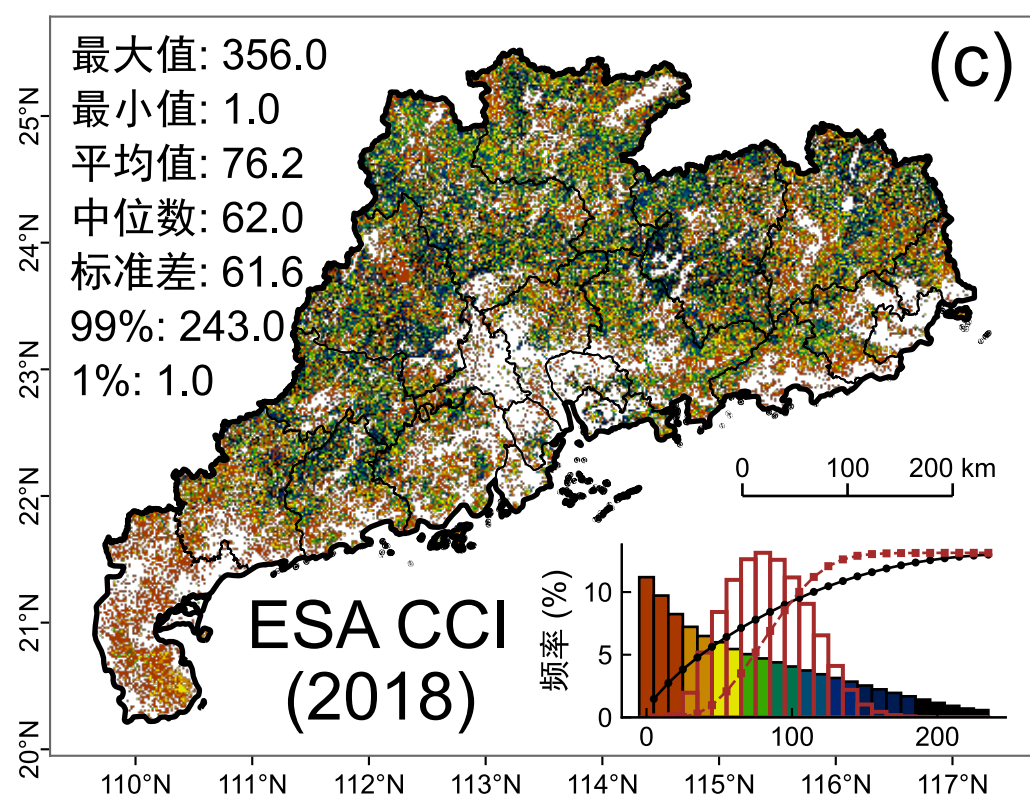 (c)
最大值: 356.0
最小值: 1.0
平均值: 76.2
中位数: 62.0
标准差: 61.6
99%: 243.0
1%: 1.0
25°N
24°N
23°N
22°N
21°N
20°N
0 100 200 km
ESA CCI
(2018)
频率 (%)
10
5
0
0 100 200
110°N 111°N 112°N 113°N 114°N 115°N 116°N 117°N